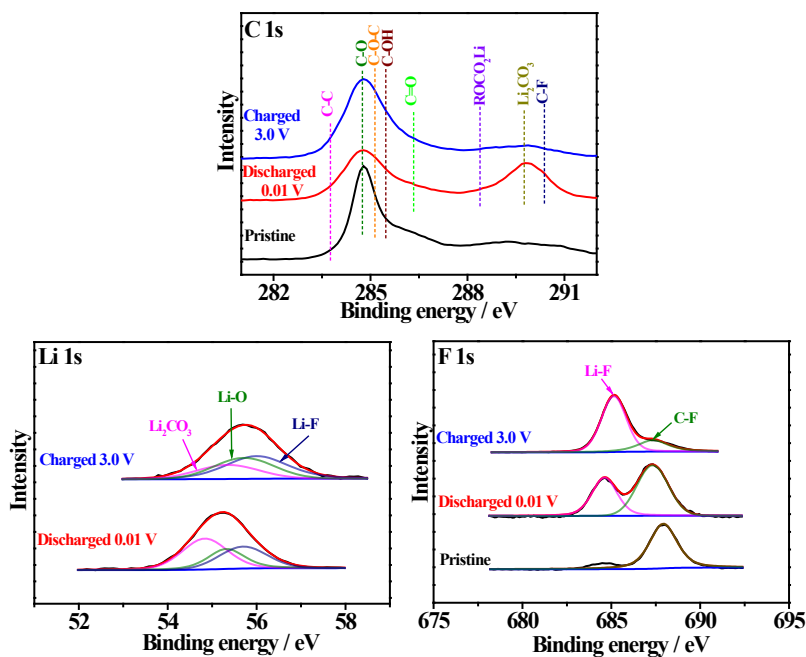 C 1s
C-C
C-O
C-O-C
C-OH
C=O
ROCO₂Li
Li₂CO₃
C-F
Charged
3.0 V
Discharged
0.01 V
Pristine
Intensity
282 285 288 291
Binding energy / eV
Li 1s
Li₂CO₃
Li-O
Li-F
Charged 3.0 V
Discharged 0.01 V
Intensity
52 54 56 58
Binding energy / eV
F 1s
Li-F
C-F
Charged 3.0 V
Discharged 0.01 V
Pristine
Intensity
675 680 685 690 695
Binding energy / eV